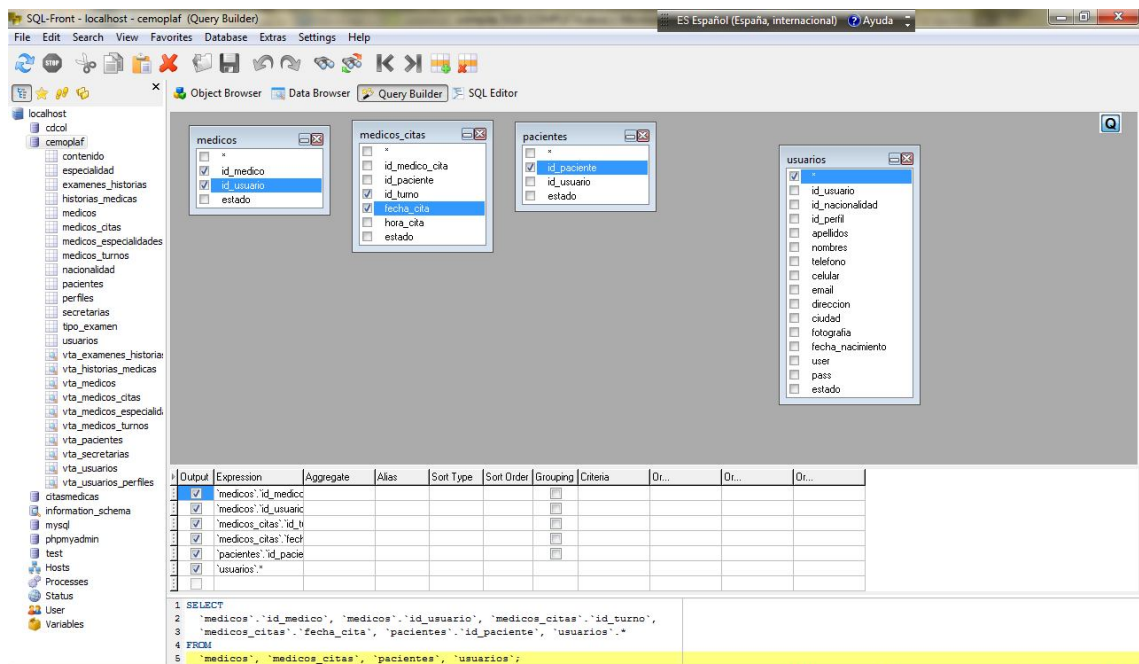 SQL-Front - localhost - cemoplaf (Query Builder)
ES Español (España, internacional) ? Ayuda
File Edit Search View Favorites Database Extras Settings Help
STOP
Object Browser Data Browser Query Builder SQL Editor
localhost
cdcol
cemoplaf
contenido
especialidad
examenes_historias
historias_medicas
medicos
medicos_citas
medicos_especialidades
medicos_turnos
nacionalidad
pacientes
perfiles
secretarias
tipo_examen
usuarios
vta_examenes_historias
vta_historias_medicas
vta_medicos
vta_medicos_citas
vta_medicos_especialid
vta_medicos_turnos
vta_pacientes
vta_secretarias
vta_usuarios
vta_usuarios_perfiles
citasmedicas
information_schema
mysql
phpmyadmin
test
Hosts
Processes
Status
User
Variables
medicos
*
id_medico
id_usuario
estado
medicos_citas
*
id_medico_cita
id_paciente
id_turno
fecha_cita
hora_cita
estado
pacientes
*
id_paciente
id_usuario
estado
usuarios
*
id_usuario
id_nacionalidad
id_perfil
apellidos
nombres
telefono
celular
email
direccion
ciudad
fotografia
fecha_nacimiento
user
pass
estado
Q
Output Expression Aggregate Alias Sort Type Sort Order Grouping Criteria Or... Or... Or...
`medicos`.`id_medico
`medicos`.`id_usuario
`medicos_citas`.`id_tu
`medicos_citas`.`fech
`pacientes`.`id_pacie
`usuarios`.*
1 SELECT
2 `medicos`.`id_medico`, `medicos`.`id_usuario`, `medicos_citas`.`id_turno`,
3 `medicos_citas`.`fecha_cita`, `pacientes`.`id_paciente`, `usuarios`.*
4 FROM
5 `medicos`, `medicos_citas`, `pacientes`, `usuarios`;